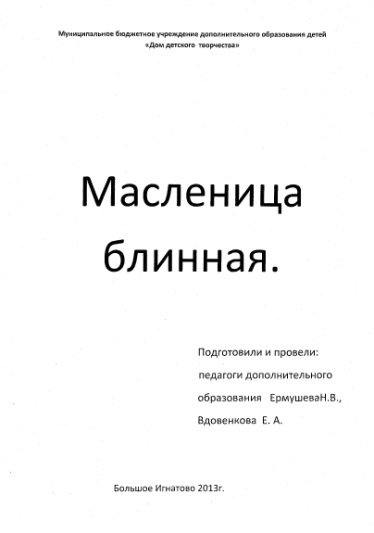 Муниципальное бюджетное учреждение дополнительного образования детей
«Дом детского творчества»
Масленица
блинная.
Подготовили и провели:
педагоги дополнительного
образования ЕрмушеваН.В.,
Вдовенкова Е. А.
Большое Игнатово 2013г.